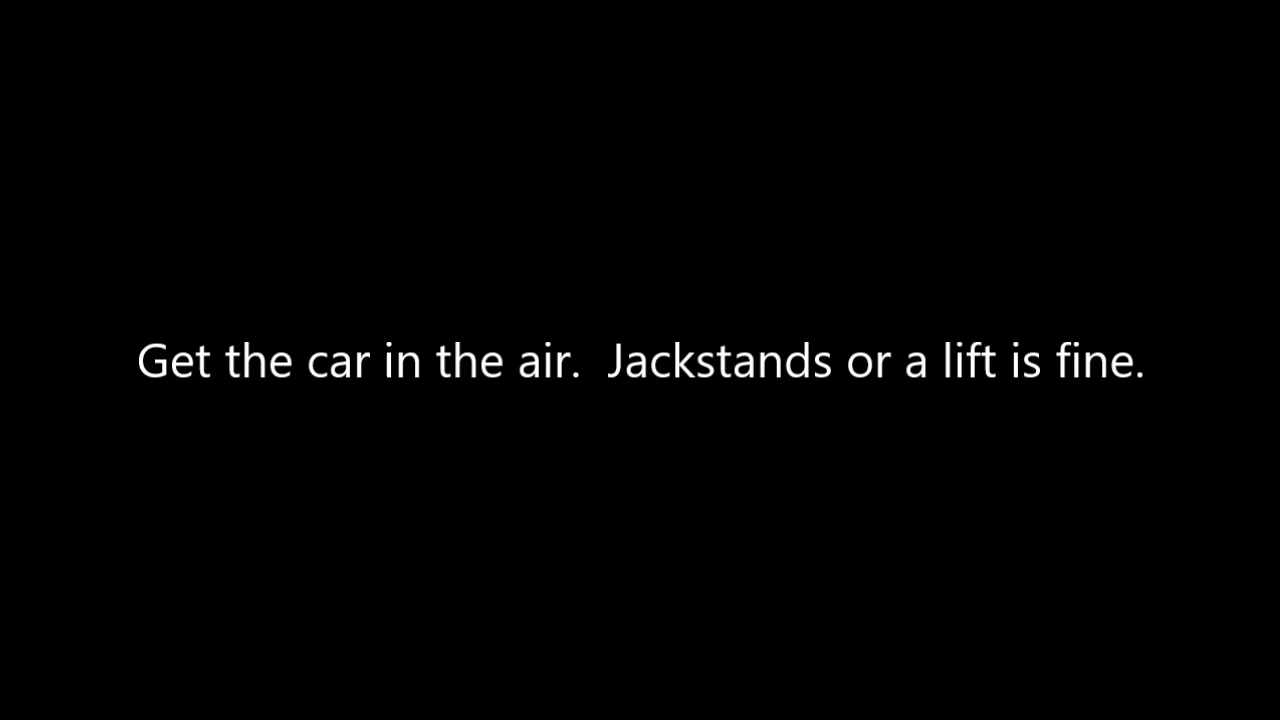 Get the car in the air.  Jackstands or a lift is fine.